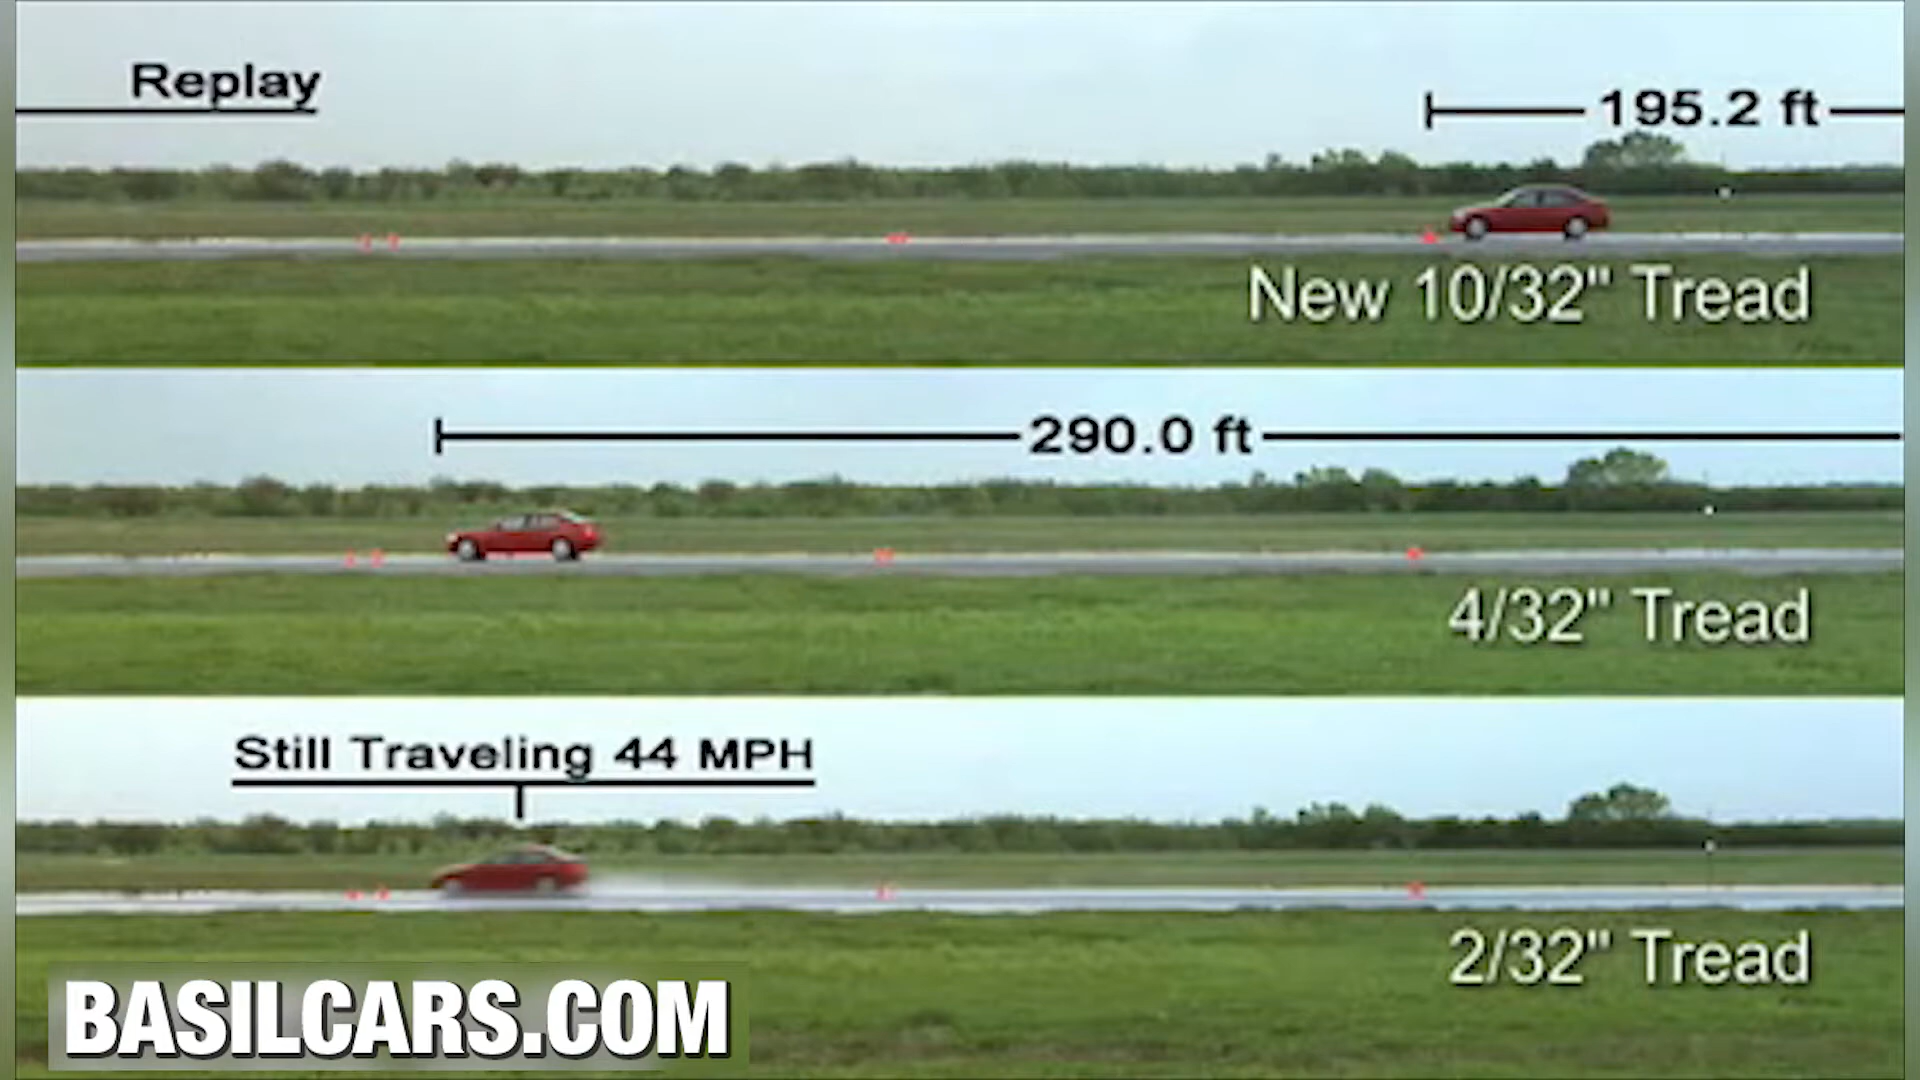 Replay
195.2 ft
New 10/32" Tread
290.0 ft
4/32" Tread
Still Traveling 44 MPH
2/32" Tread
BASILCARS.COM